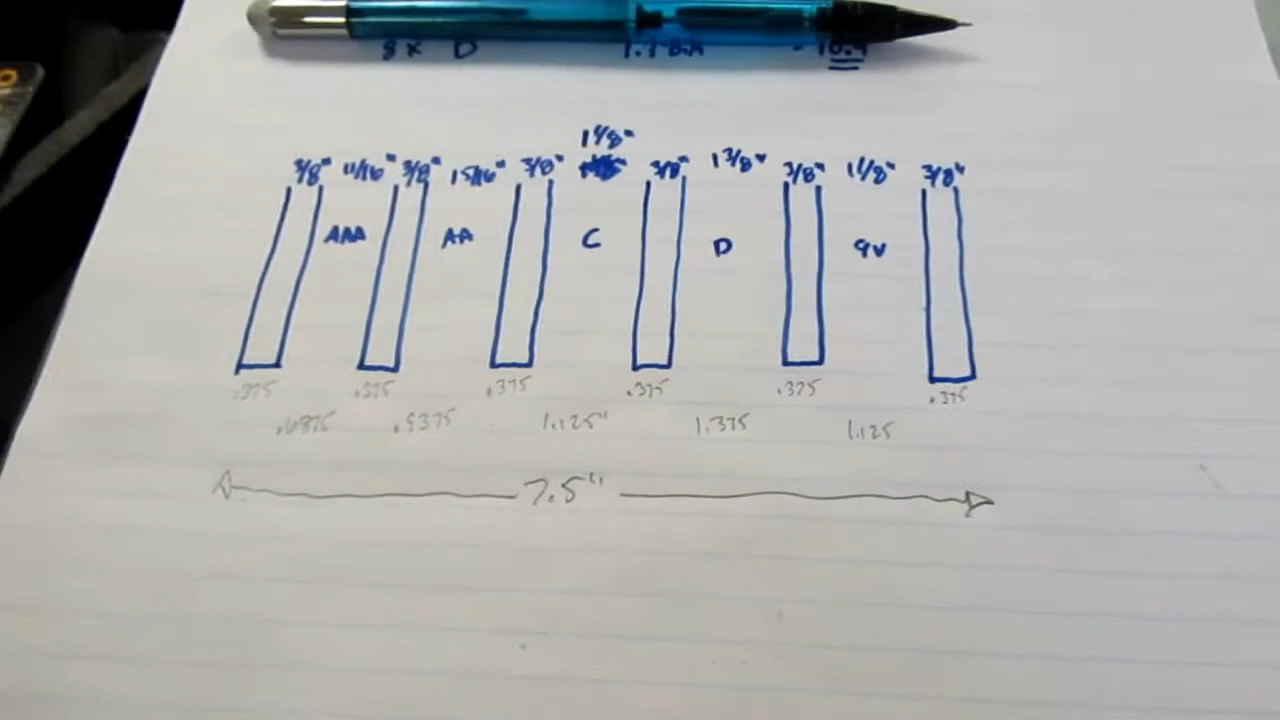 8 x D
1 1/8"
3/8" 11/16" 3/8" 15/16" 3/8" 3/8" 1 3/8" 3/8" 1 1/8" 3/8"
AAA AA C D 9V
.375 .375 .375 .375 .375 .375
.6875 .9375 1.125" 1.375 1.125
7.5"